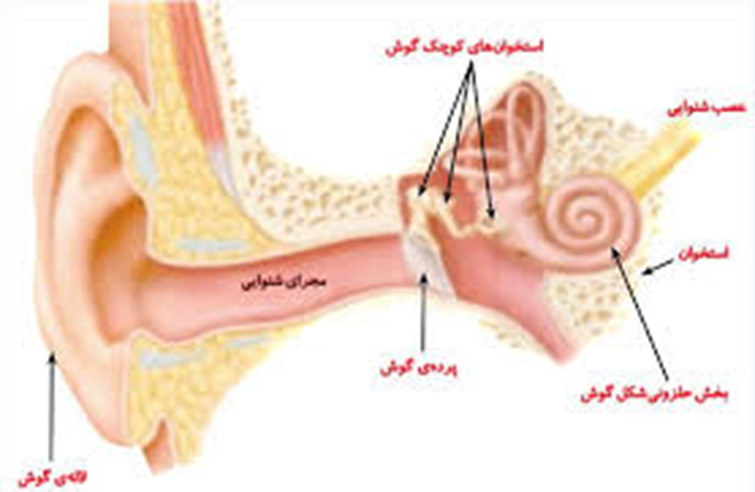 استخوان‌های کوچک گوش
عصب شنوایی
استخوان
مجرای شنوایی
پرده‌ی گوش
بخش حلزونی‌شکل گوش
لاله‌ی گوش